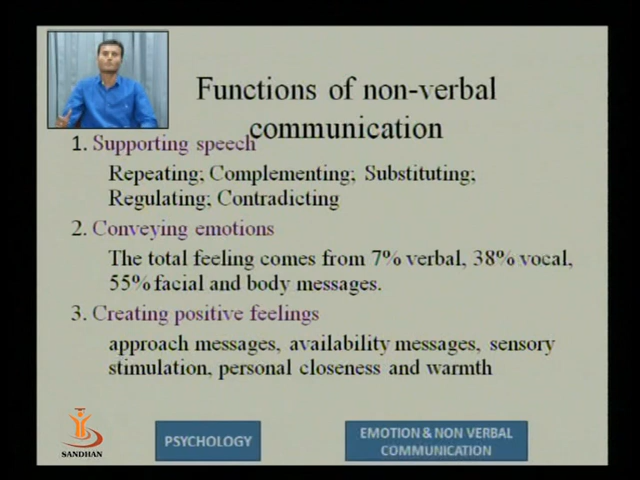 Functions of non-verbal
communication
1. Supporting speech
Repeating; Complementing; Substituting;
Regulating; Contradicting
2. Conveying emotions
The total feeling comes from 7% verbal, 38% vocal,
55% facial and body messages.
3. Creating positive feelings
approach messages, availability messages, sensory
stimulation, personal closeness and warmth
SANDHAN
PSYCHOLOGY
EMOTION & NON VERBAL
COMMUNICATION